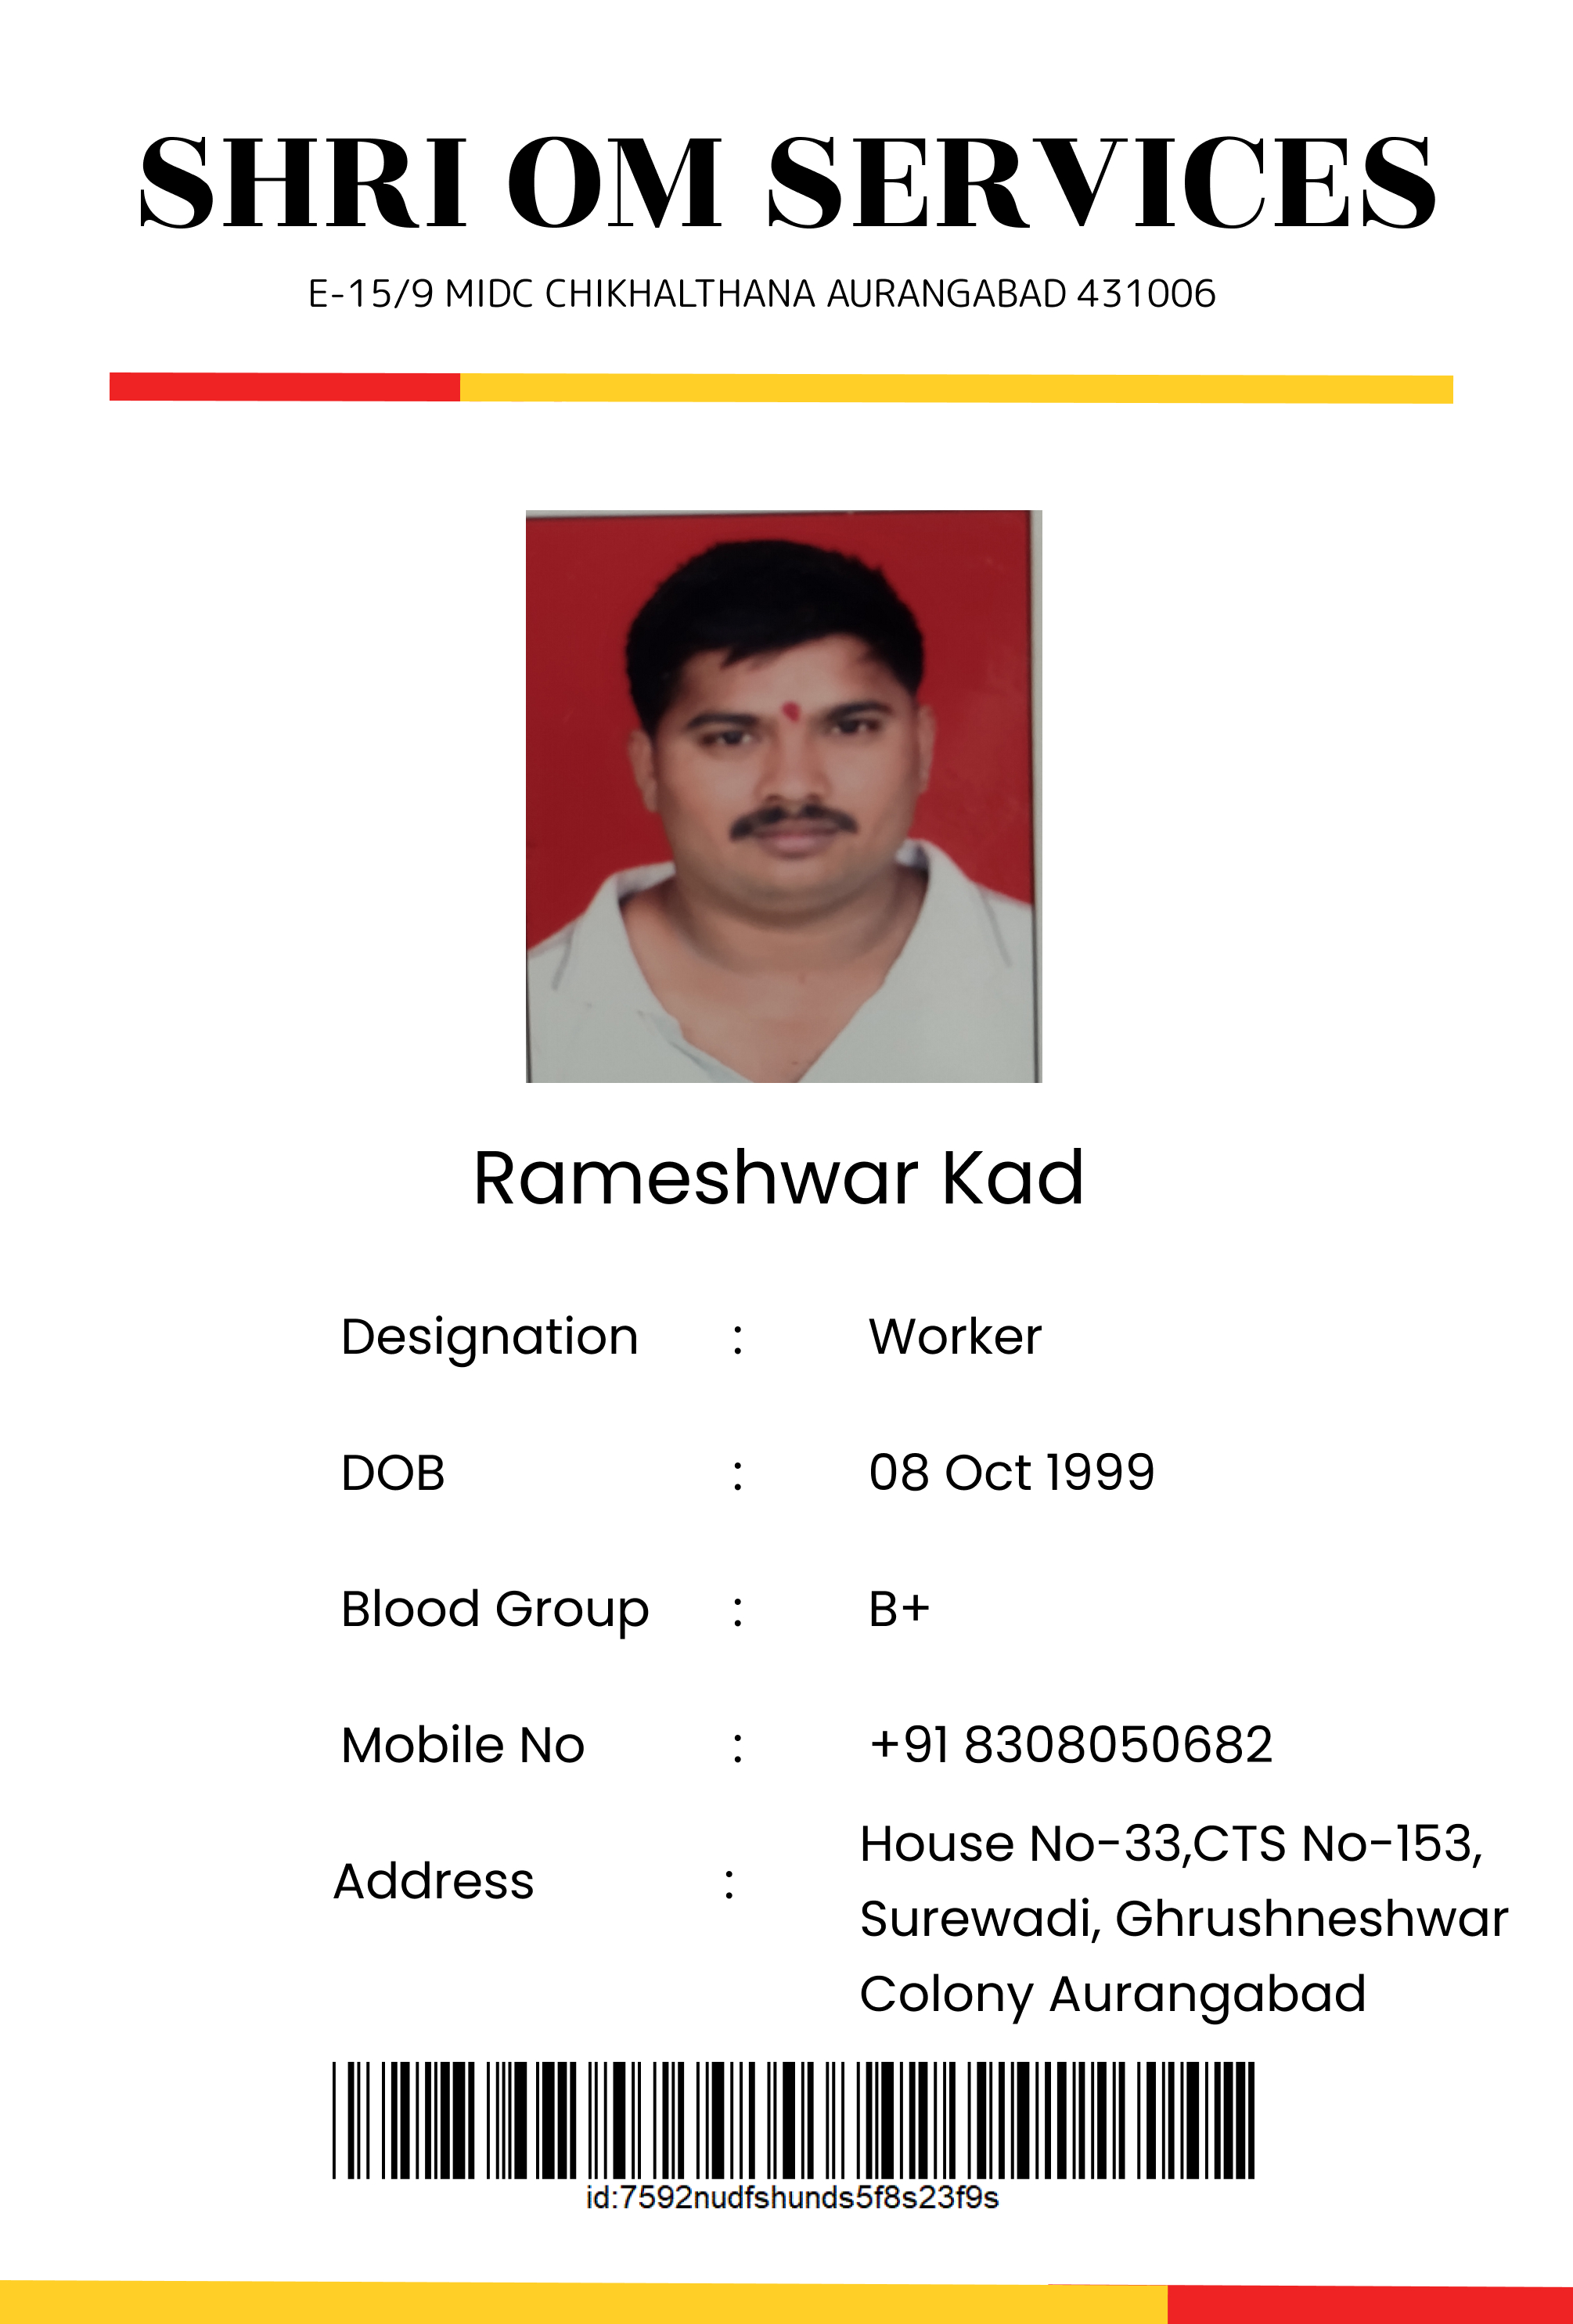 SHRI OM SERVICES
E-15/9 MIDC CHIKHALTHANA AURANGABAD 431006
Rameshwar Kad
Designation : Worker
DOB : 08 Oct 1999
Blood Group : B+
Mobile No : +91 8308050682
Address : House No-33,CTS No-153,
Surewadi, Ghrushneshwar
Colony Aurangabad
id:7592nudfshunds5f8s23f9s